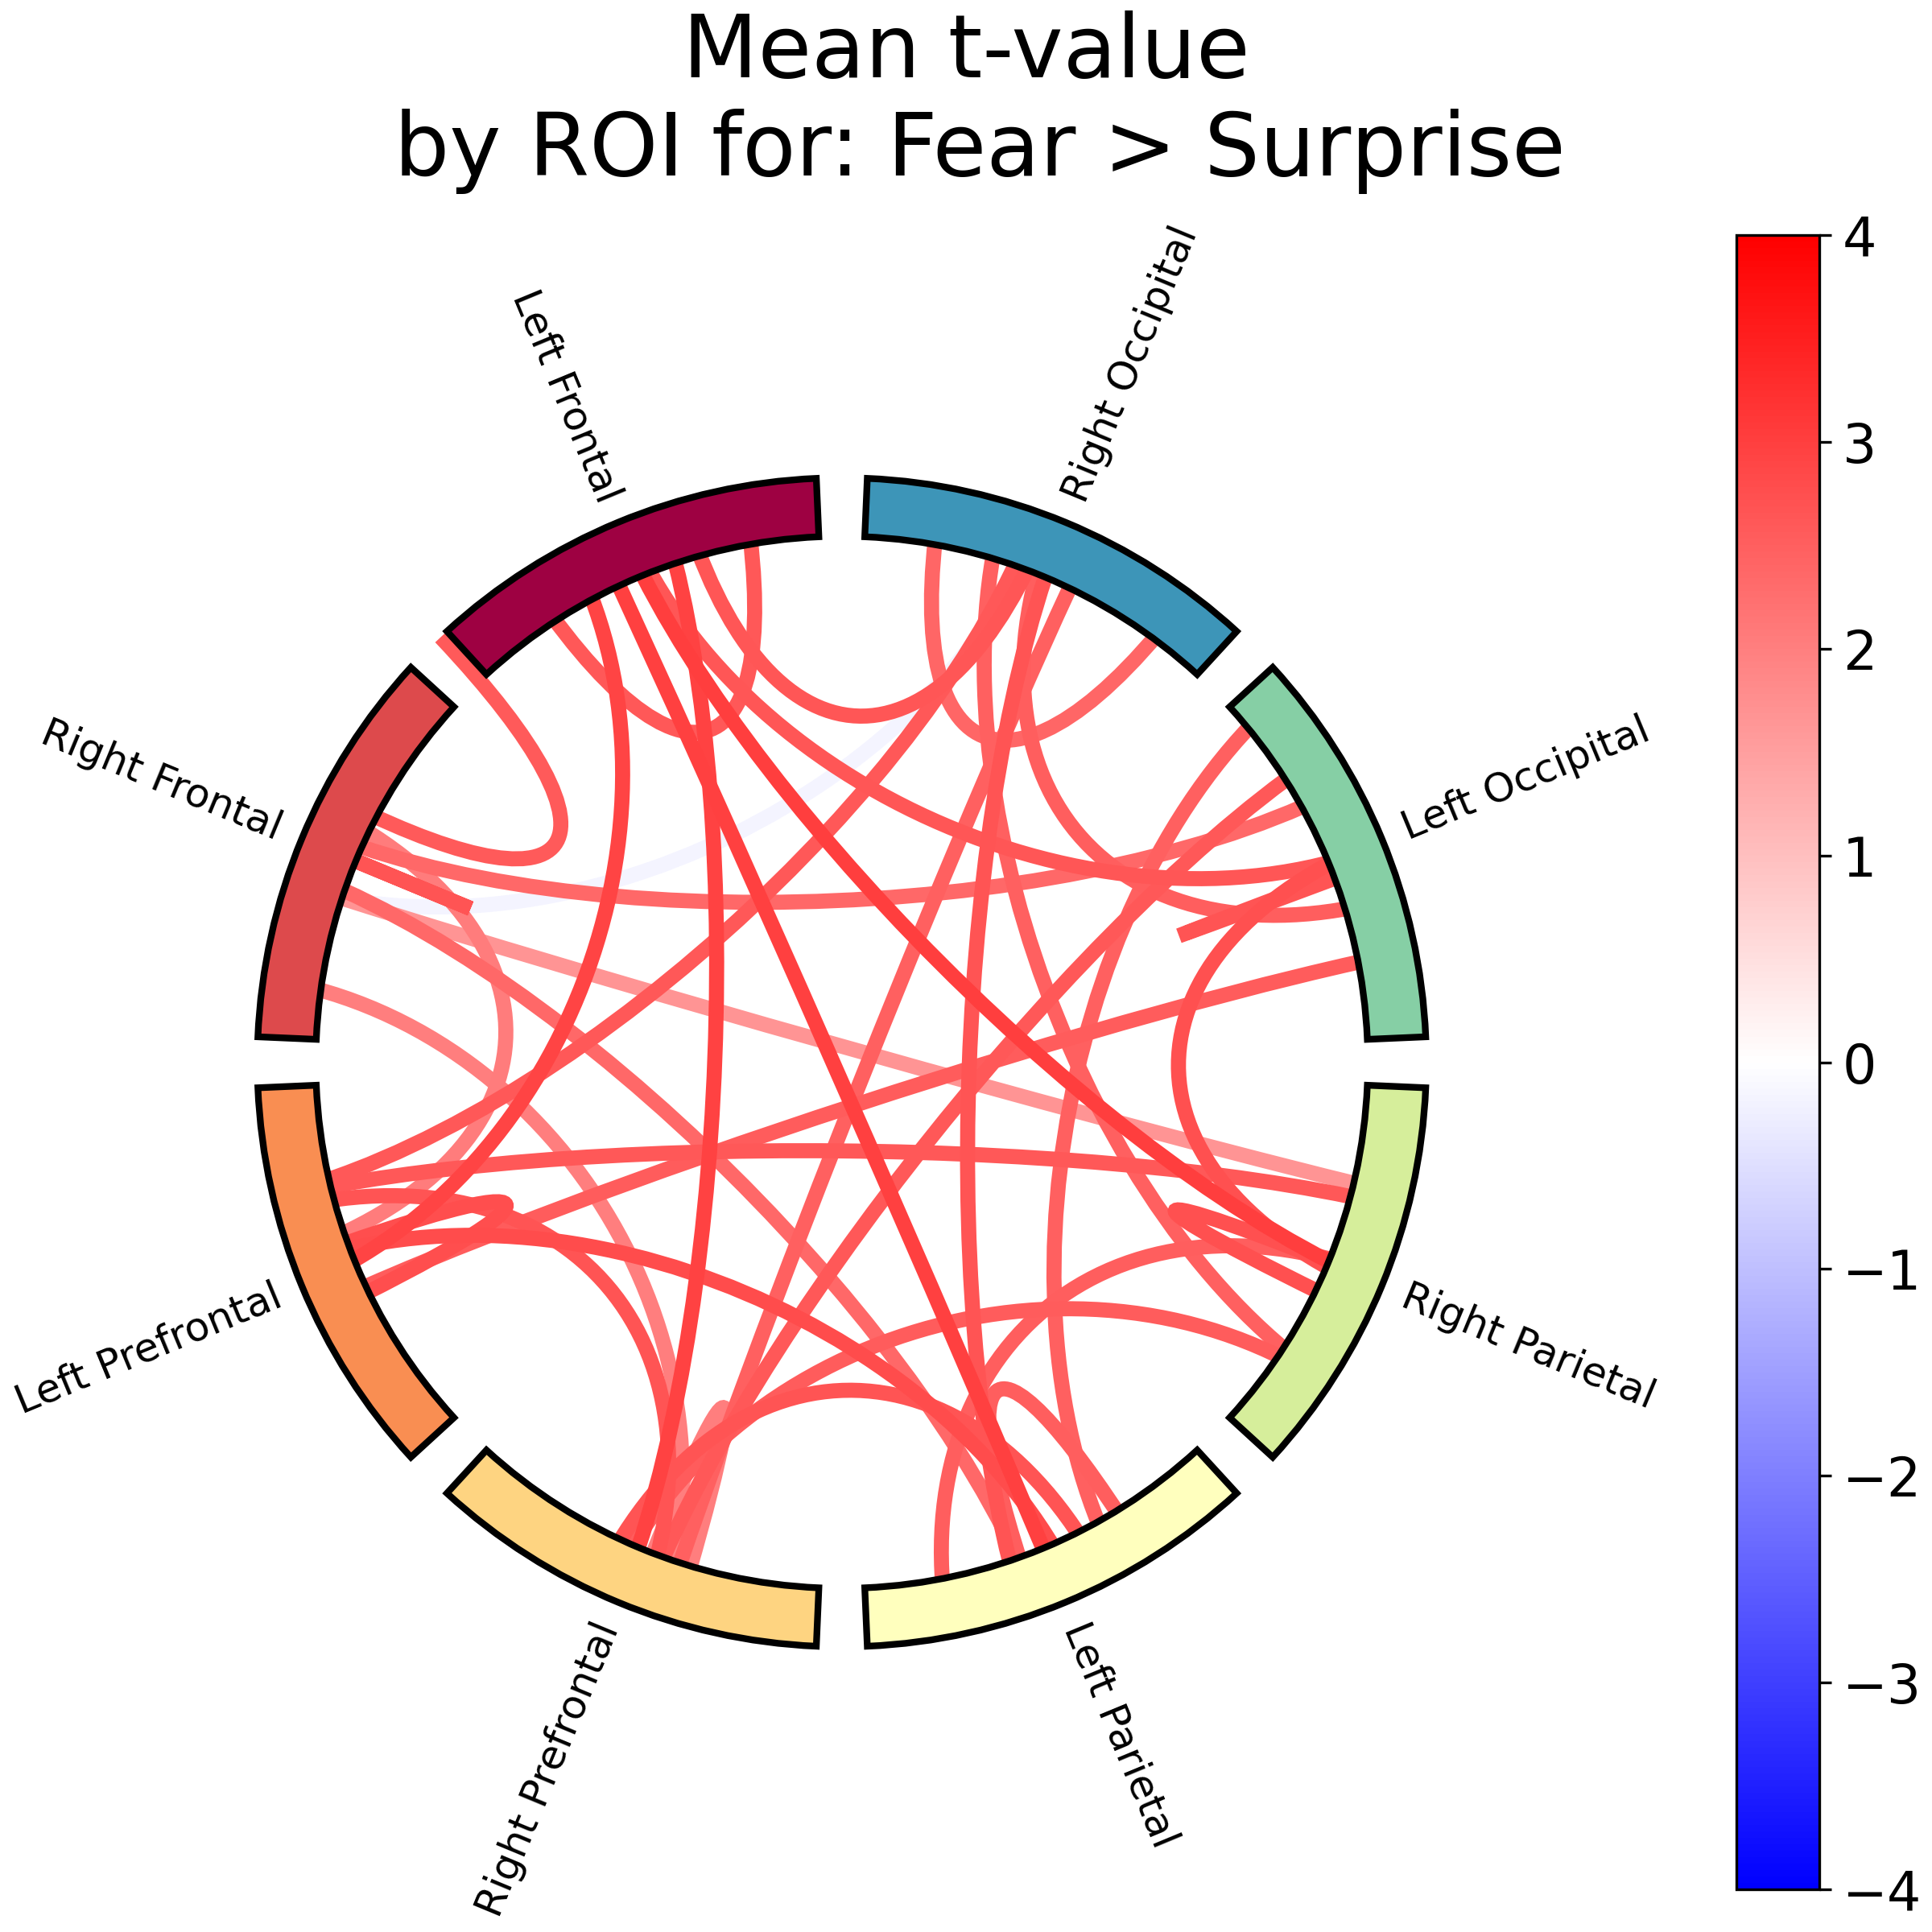 Mean t-value
by ROI for: Fear > Surprise
Right Occipital
Left Frontal
Left Occipital
Right Frontal
Right Parietal
Left Prefrontal
Left Parietal
Right Prefrontal
4
3
2
1
0
−1
−2
−3
−4